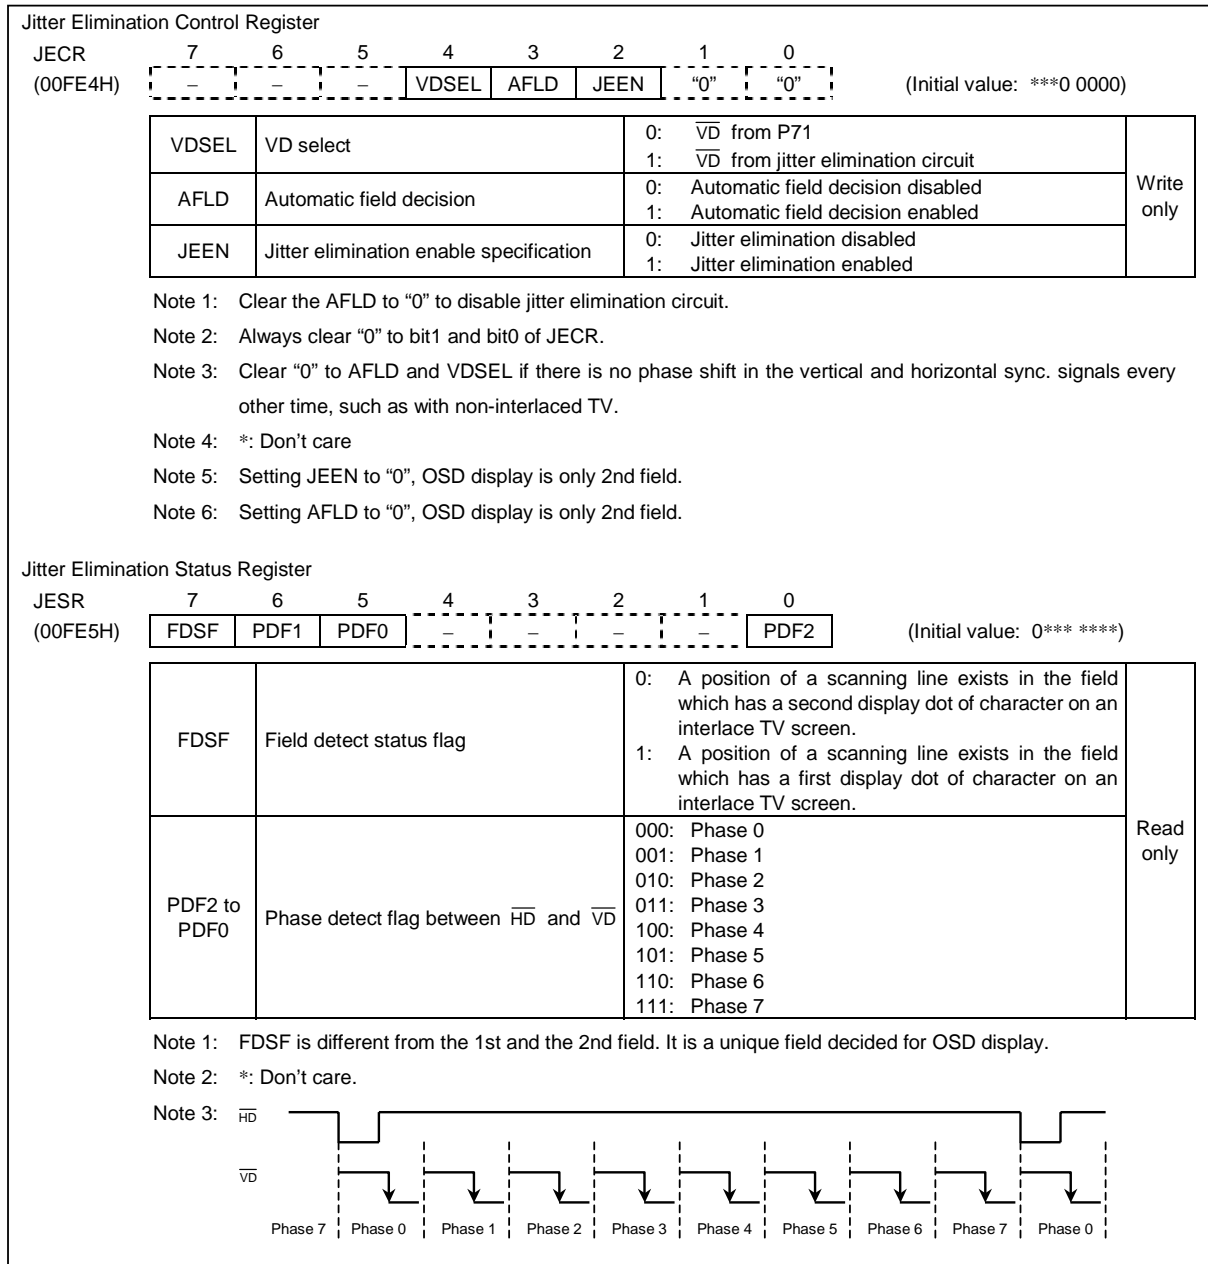 Jitter Elimination Control Register
JECR 7 6 5 4 3 2 1 0
(00FE4H) – – – VDSEL AFLD JEEN “0” “0” (Initial value: ***0 0000)
VDSEL VD select 0: VD from P71
1: VD from jitter elimination circuit
AFLD Automatic field decision 0: Automatic field decision disabled
1: Automatic field decision enabled
JEEN Jitter elimination enable specification 0: Jitter elimination disabled
1: Jitter elimination enabled
Write
only
Note 1: Clear the AFLD to “0” to disable jitter elimination circuit.
Note 2: Always clear “0” to bit1 and bit0 of JECR.
Note 3: Clear “0” to AFLD and VDSEL if there is no phase shift in the vertical and horizontal sync. signals every
other time, such as with non-interlaced TV.
Note 4: *: Don’t care
Note 5: Setting JEEN to “0”, OSD display is only 2nd field.
Note 6: Setting AFLD to “0”, OSD display is only 2nd field.
Jitter Elimination Status Register
JESR 7 6 5 4 3 2 1 0
(00FE5H) FDSF PDF1 PDF0 – – – – PDF2 (Initial value: 0*** ****)
FDSF Field detect status flag
0: A position of a scanning line exists in the field
which has a second display dot of character on an
interlace TV screen.
1: A position of a scanning line exists in the field
which has a first display dot of character on an
interlace TV screen.
PDF2 to
PDF0
Phase detect flag between HD and VD
000: Phase 0
001: Phase 1
010: Phase 2
011: Phase 3
100: Phase 4
101: Phase 5
110: Phase 6
111: Phase 7
Read
only
Note 1: FDSF is different from the 1st and the 2nd field. It is a unique field decided for OSD display.
Note 2: *: Don’t care.
Note 3: HD
VD
Phase 7 Phase 0 Phase 1 Phase 2 Phase 3 Phase 4 Phase 5 Phase 6 Phase 7 Phase 0